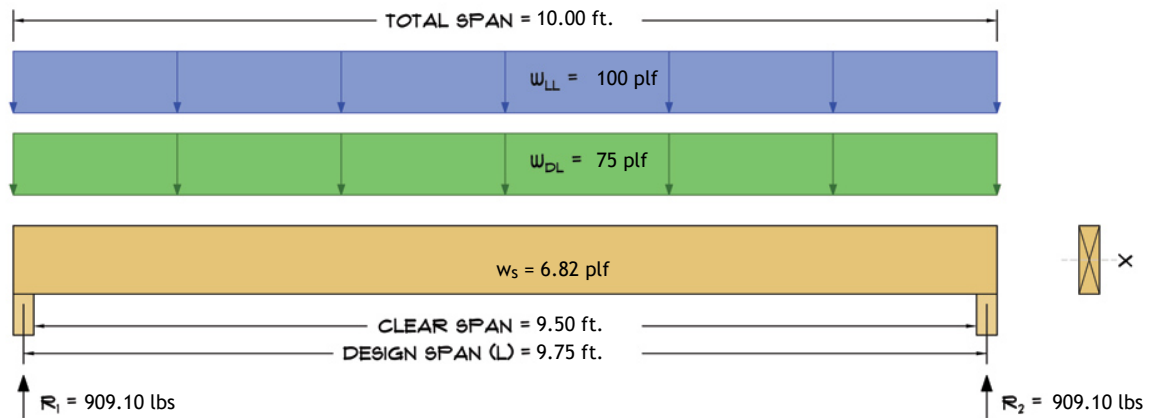 TOTAL SPAN = 10.00 ft.
WLL = 100 plf
WDL = 75 plf
ws = 6.82 plf
X
CLEAR SPAN = 9.50 ft.
DESIGN SPAN (L) = 9.75 ft.
R1 = 909.10 lbs
R2 = 909.10 lbs